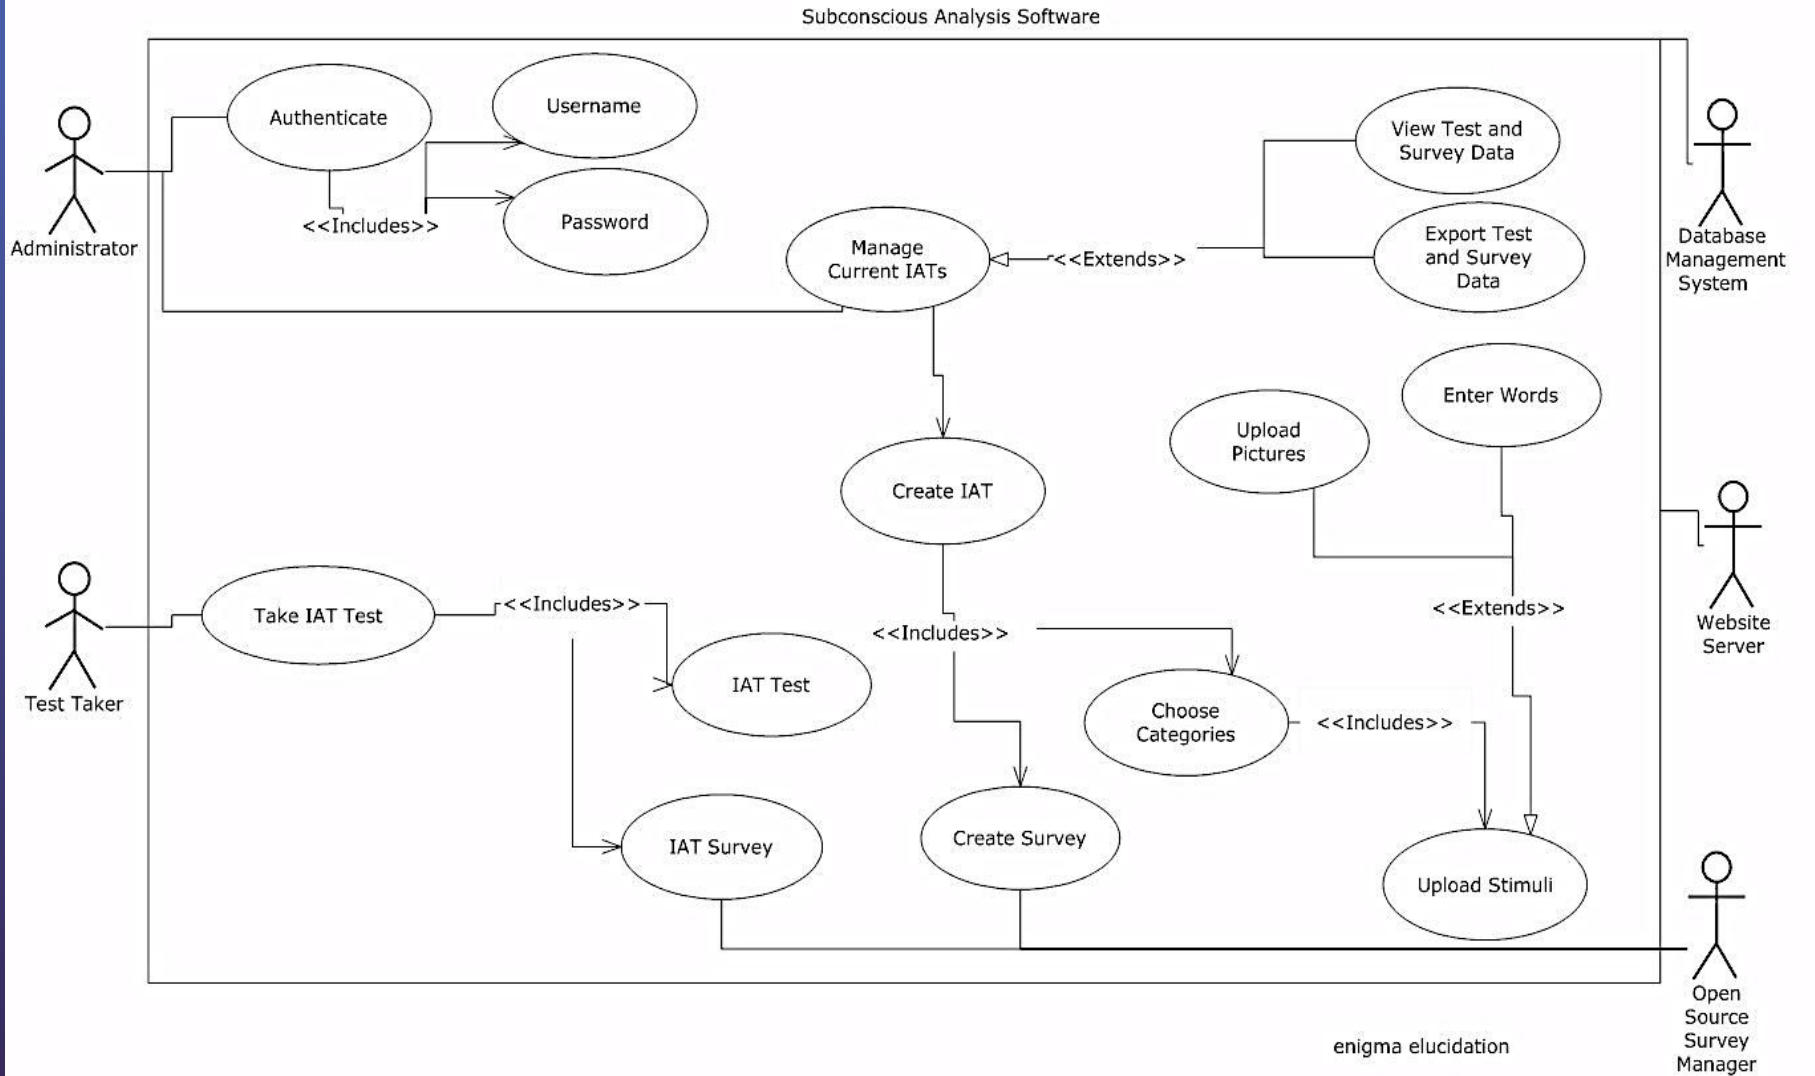 Subconscious Analysis Software
Authenticate
Username
<<Includes>>
Password
Administrator
Manage
Current IATs
<<Extends>>
View Test and
Survey Data
Export Test
and Survey
Data
Database
Management
System
Enter Words
Upload
Pictures
Create IAT
Take IAT Test
<<Includes>>
Test Taker
IAT Test
<<Includes>>
<<Extends>>
Website
Server
Choose
Categories
<<Includes>>
IAT Survey
Create Survey
Upload Stimuli
Open
Source
Survey
Manager
enigma elucidation